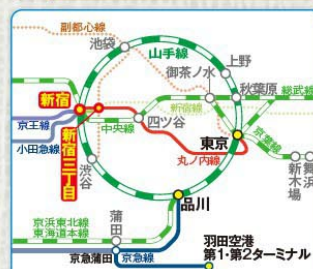 副都心線
池袋
山手線
上野
御茶ノ水
秋葉原
総武線
新宿
新宿線
京王線
小田急線
新宿三丁目
中央線
四ツ谷
東京
京葉線
丸ノ内線
渋谷
新木場
舞浜
品川
京浜東北線
東海道本線
蒲田
京急蒲田
京急線
羽田空港
第1・第2ターミナル